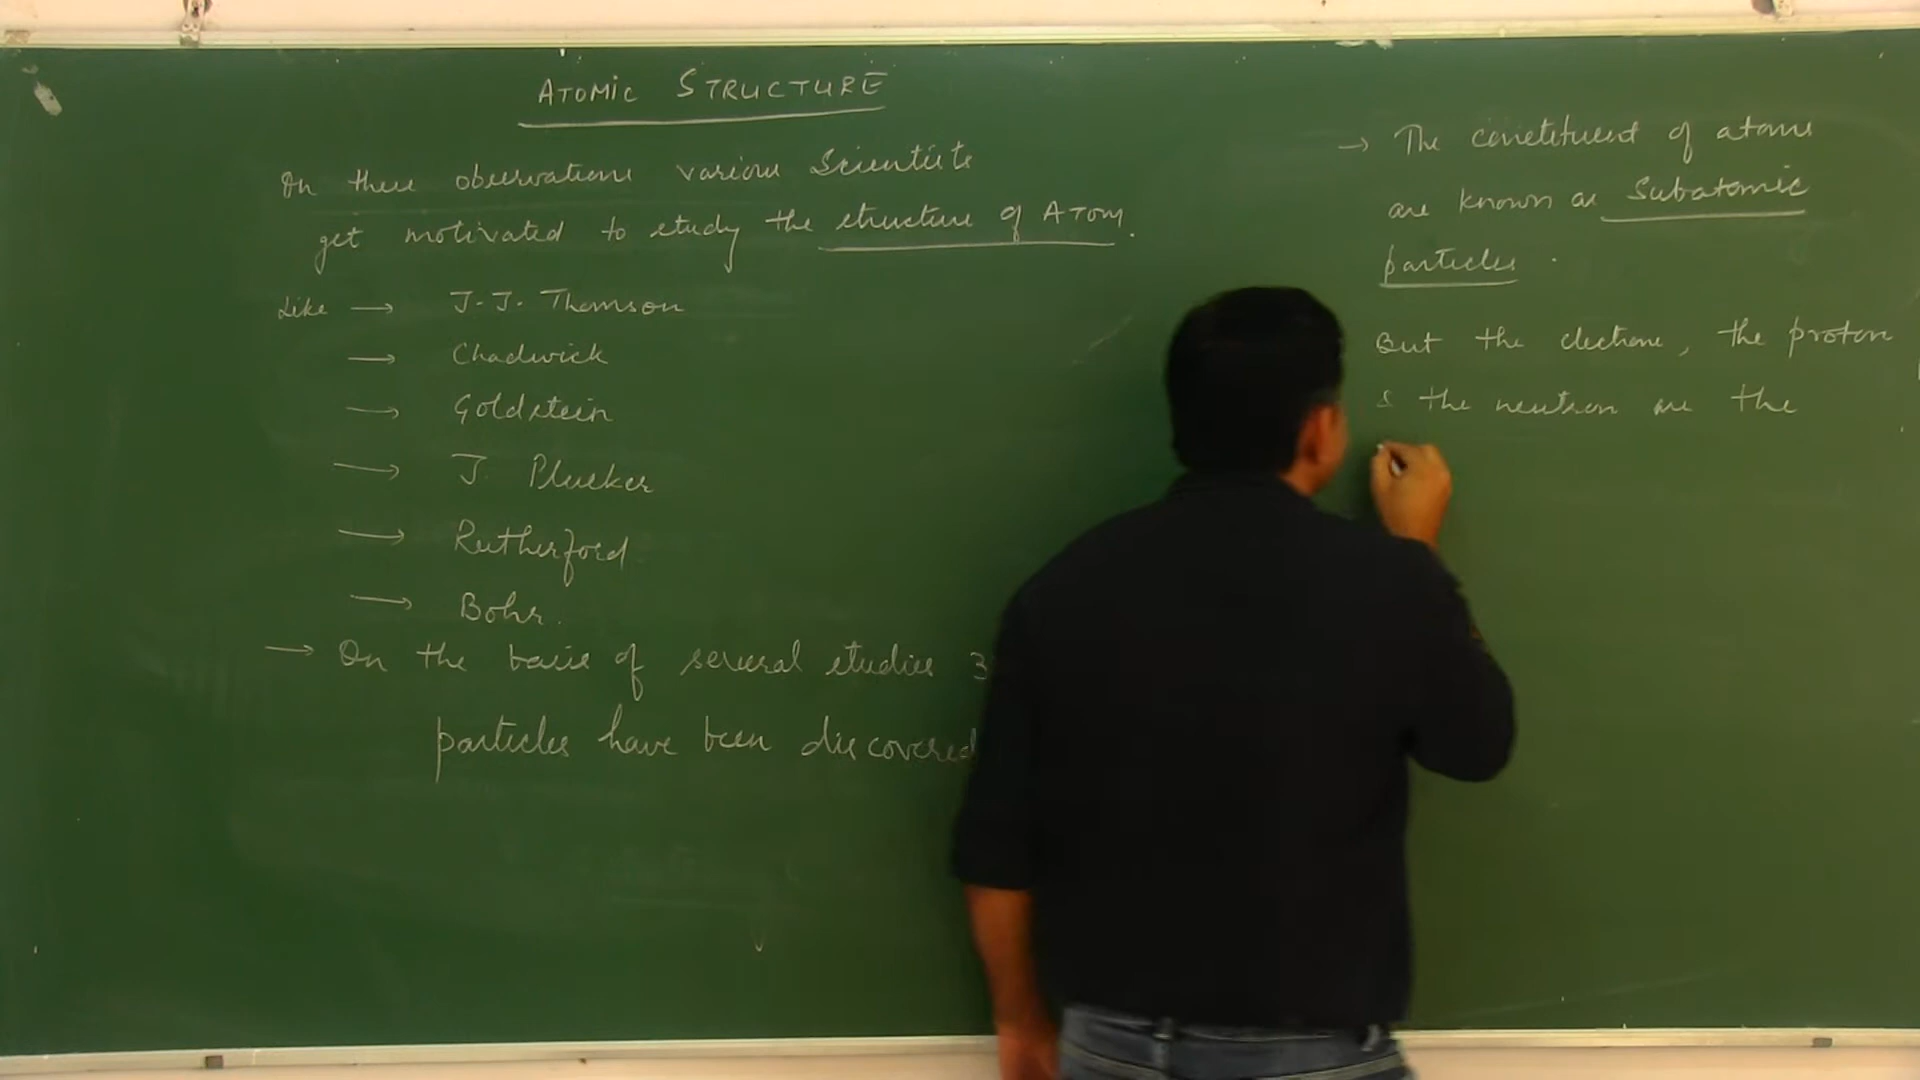 ATOMIC STRUCTURE
On these observations various Scientists
get motivated to study the structure of ATOM.
Like → J.J. Thomson
→ Chadwick
→ Goldstein
→ J. Plucker
→ Rutherford
→ Bohr.
→ On the basis of several studies 3
particles have been discovered
→ The constituent of atoms
are known as Subatomic
particles.
But the electrons, the proton
& the neutron are the